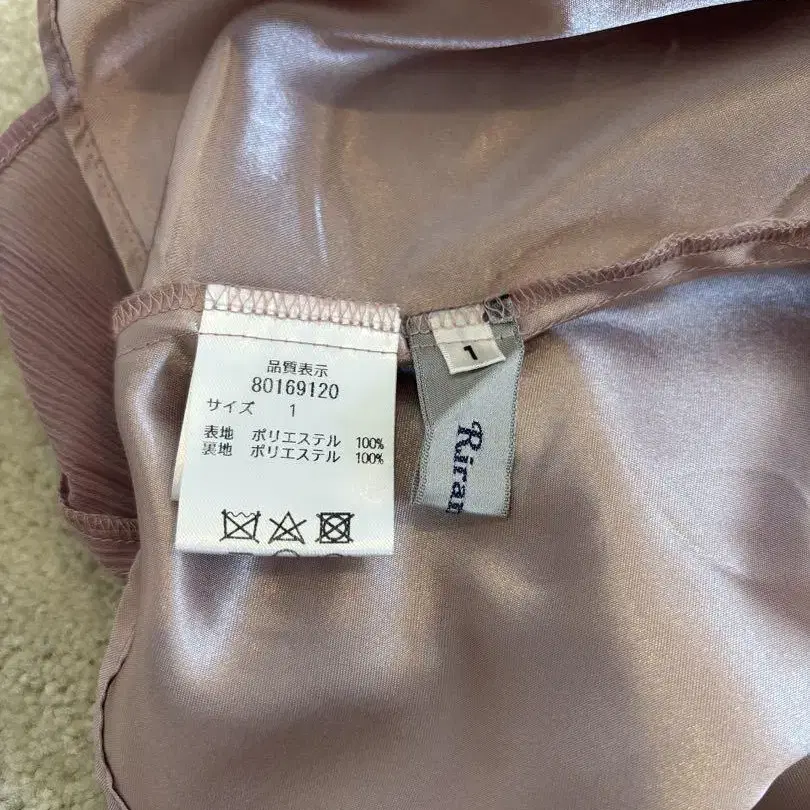 品質表示
80169120
サイズ 1
表地 ポリエステル 100%
裏地 ポリエステル 100%
1